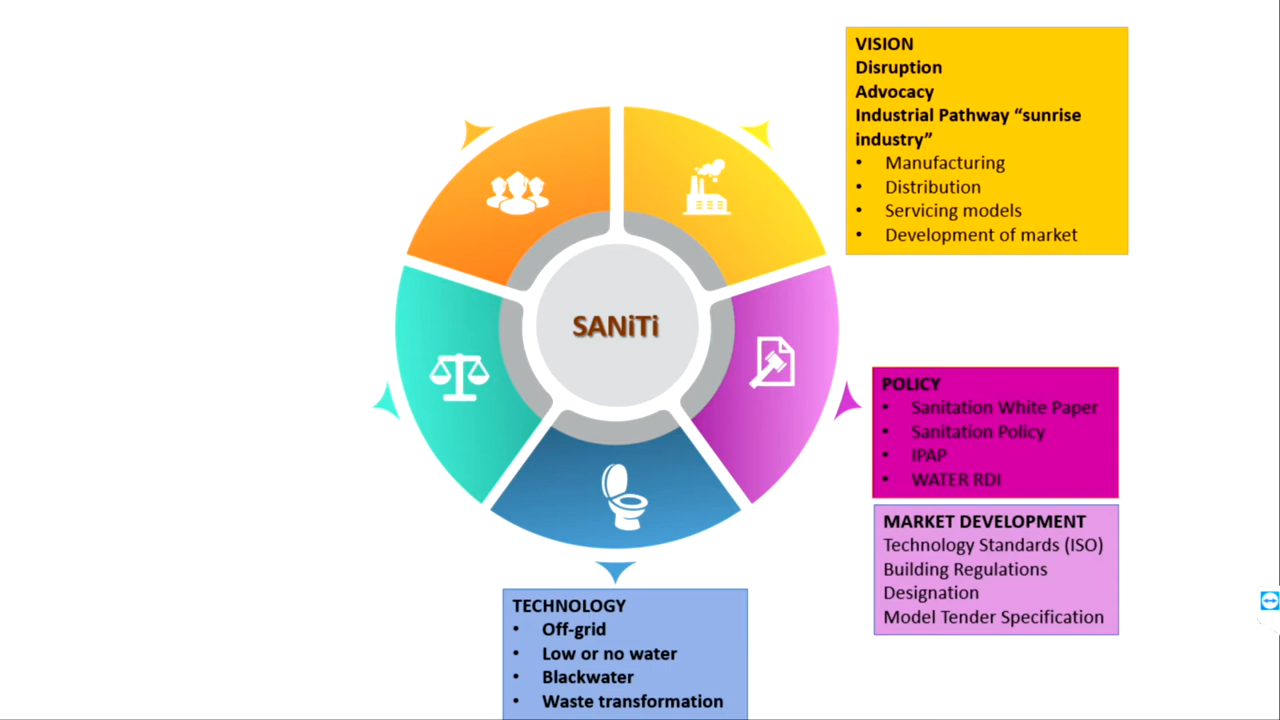 VISION
Disruption
Advocacy
Industrial Pathway “sunrise
industry”
• Manufacturing
• Distribution
• Servicing models
• Development of market
SANiTi
POLICY
• Sanitation White Paper
• Sanitation Policy
• IPAP
• WATER RDI
MARKET DEVELOPMENT
Technology Standards (ISO)
Building Regulations
Designation
Model Tender Specification
TECHNOLOGY
• Off-grid
• Low or no water
• Blackwater
• Waste transformation